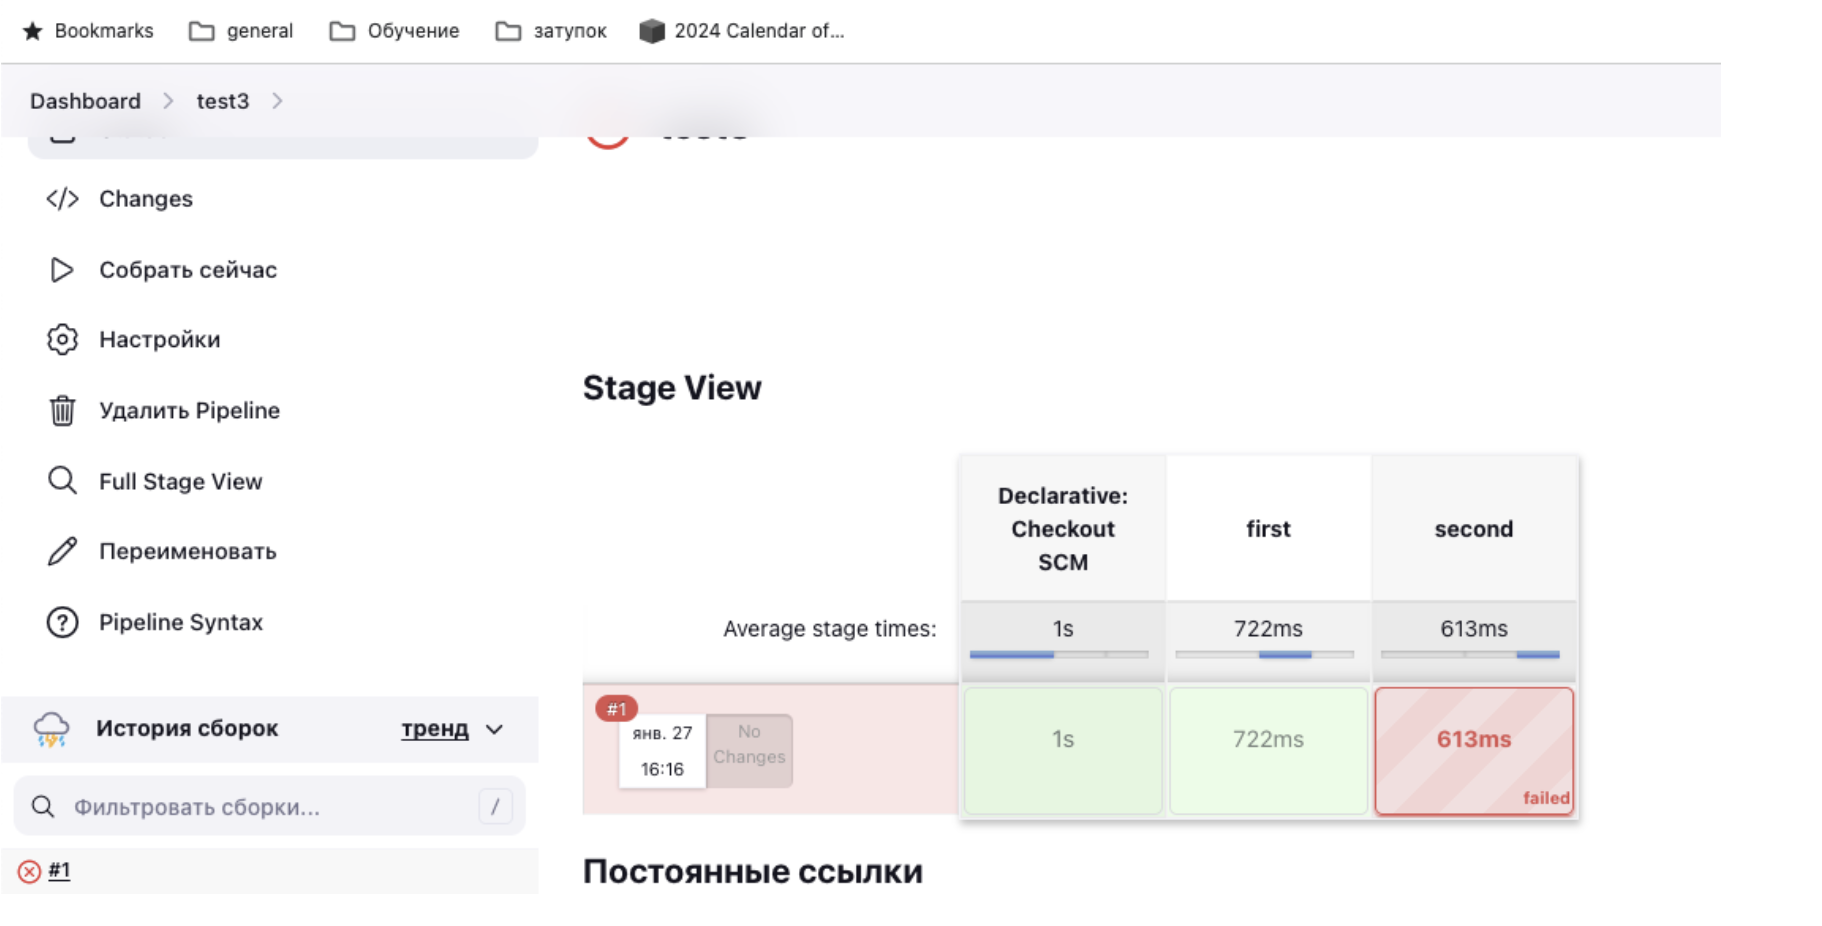 Bookmarks general Обучение затупок 2024 Calendar of...
Dashboard test3
Changes
Собрать сейчас
Настройки
Удалить Pipeline
Full Stage View
Переименовать
Pipeline Syntax
История сборок тренд
Фильтровать сборки... /
#1
Stage View
Declarative:
Checkout
SCM
first
second
Average stage times:
1s
722ms
613ms
#1
янв. 27
16:16
No
Changes
1s
722ms
613ms
failed
Постоянные ссылки